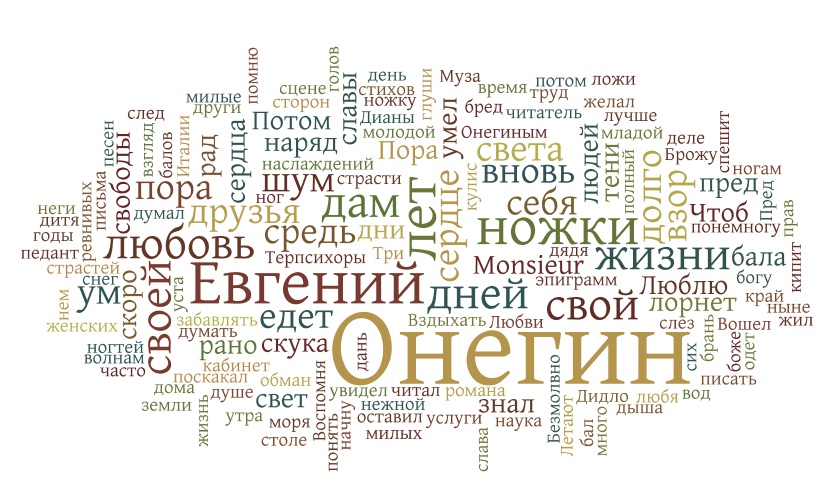 помню
голов
милые
други
сцене
сторон
славы
день
стихов
ножку
глуши
Муза
время
потом
ложи
труд
желал
лучше
бред
читатель
след
песен
взгляд
балов
Италии
рад
сердца
Потом
наряд
Дианы
молодой
умел
Онегиным
людей
младой
тени
деле
Брожу
спешит
свободы
наслаждений
Пора
света
полный
долго
взор
ногам
ревнивых
письма
пора
шум
страсти
кулис
вновь
пред
Пред
прав
неги
дитя
годы
педант
думал
друзья
ног
дам
лет
сердце
себя
Чтоб
понемногу
любовь
средь
дни
ножки
Терпсихоры
Три
дядя
жизни
бала
кипит
страстей
снег
ум
скоро
своей
уста
Евгений
дней
Monsieur
эпиграмм
свой
Люблю
лорнет
богу
край
ныне
жил
нем
женских
забавлять
думать
едет
Вздыхать
Любви
Онегин
слез
брань
Вошел
ногтей
волнам
часто
рано
скука
дань
сих
боже
одет
кабинет
поскакал
обман
писать
дома
земли
жизнь
душе
свет
Воспомня
увидел
читал
романа
нежной
знал
Безмолвно
Летают
Дидло
любя
вод
дыша
утра
моря
столе
понять
начну
оставил
услуги
милых
слава
наука
бал
много